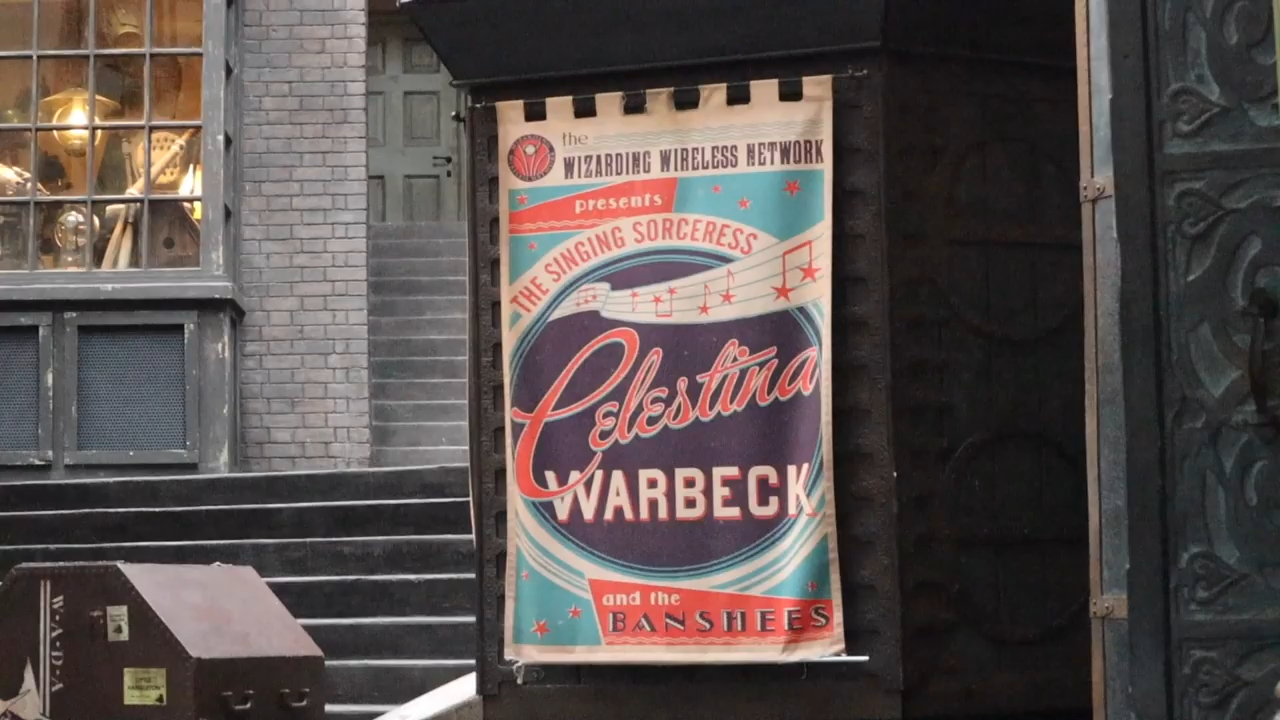 the
WIZARDING WIRELESS NETWORK
presents
THE SINGING SORCERESS
Celestina
WARBECK
and the
BANSHEES
W·A·D·A